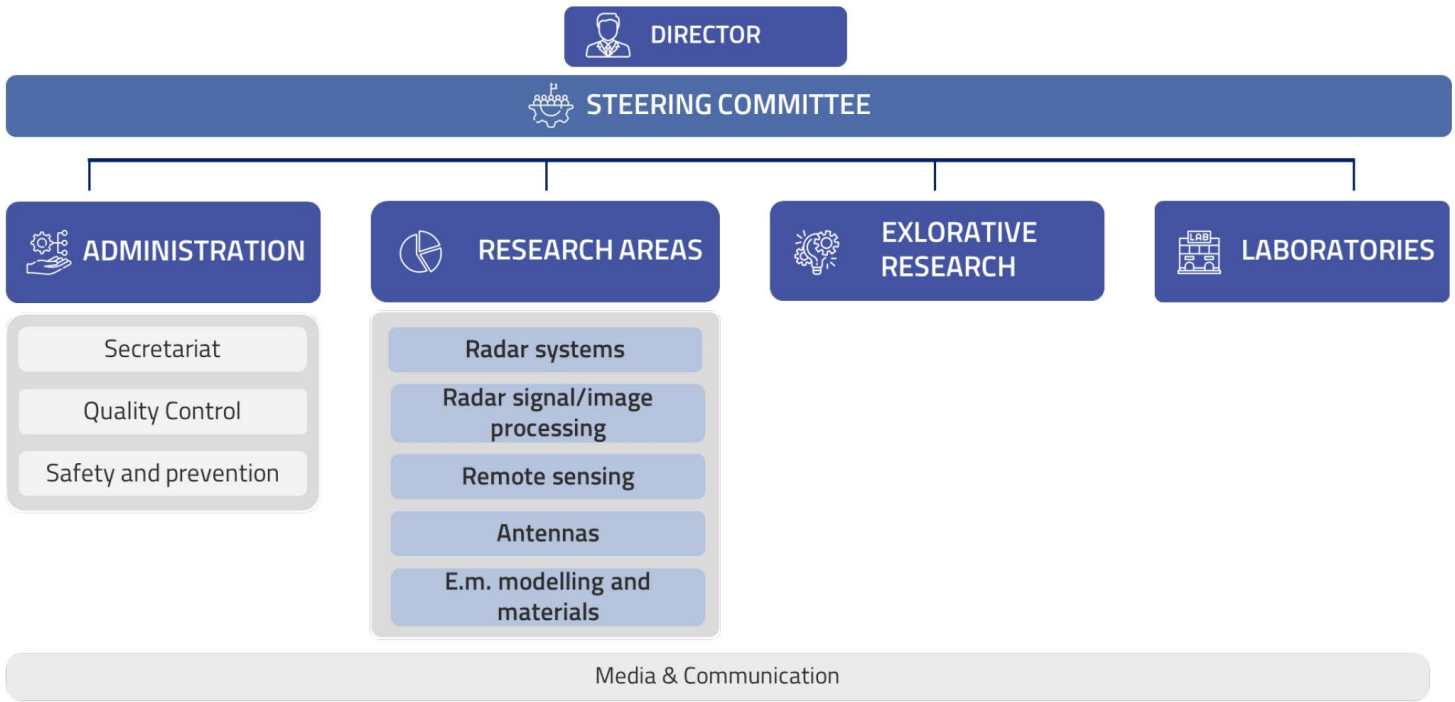 DIRECTOR
STEERING COMMITTEE
ADMINISTRATION
Secretariat
Quality Control
Safety and prevention
RESEARCH AREAS
Radar systems
Radar signal/image
processing
Remote sensing
Antennas
E.m. modelling and
materials
EXLORATIVE
RESEARCH
LAB
LABORATORIES
Media & Communication